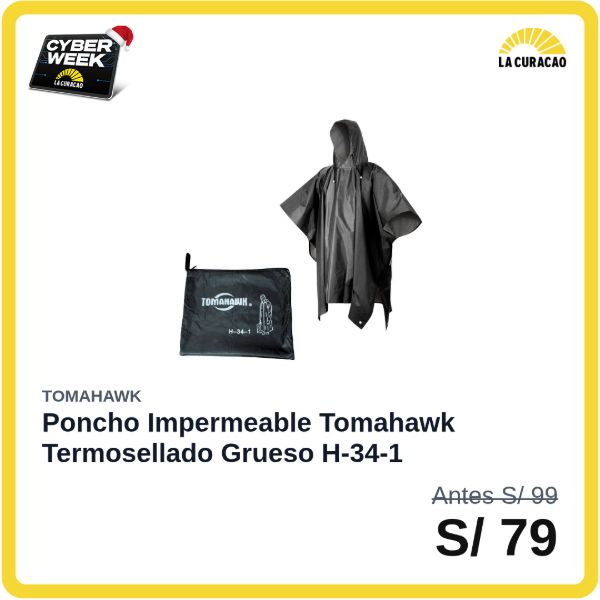 CYBER
WEEK
LA CURACAO
LA CURACAO
TOMAHAWK®
H-34-1
TOMAHAWK
Poncho Impermeable Tomahawk
Termosellado Grueso H-34-1
Antes S/ 99
S/ 79